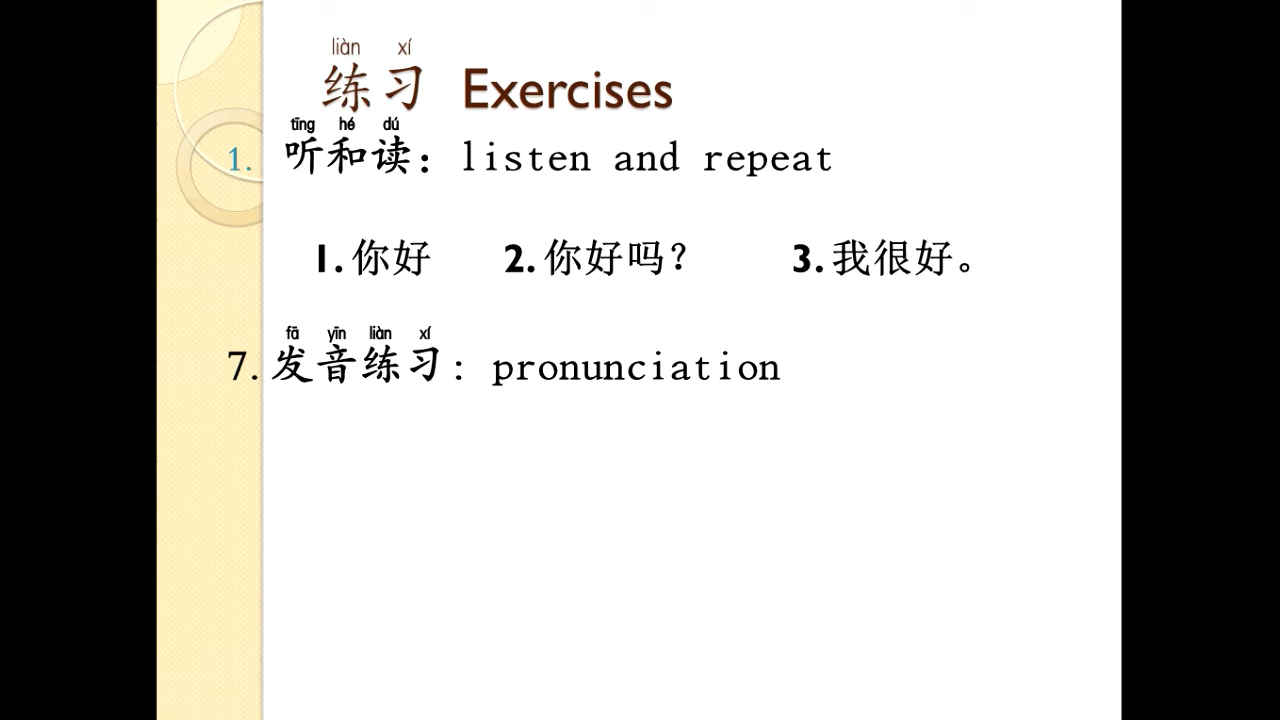 liàn xí
练习 Exercises
tīng hé dú
1. 听和读：listen and repeat
1. 你好 2. 你好吗？ 3. 我很好。
fā yīn liàn xí
7. 发音练习: pronunciation